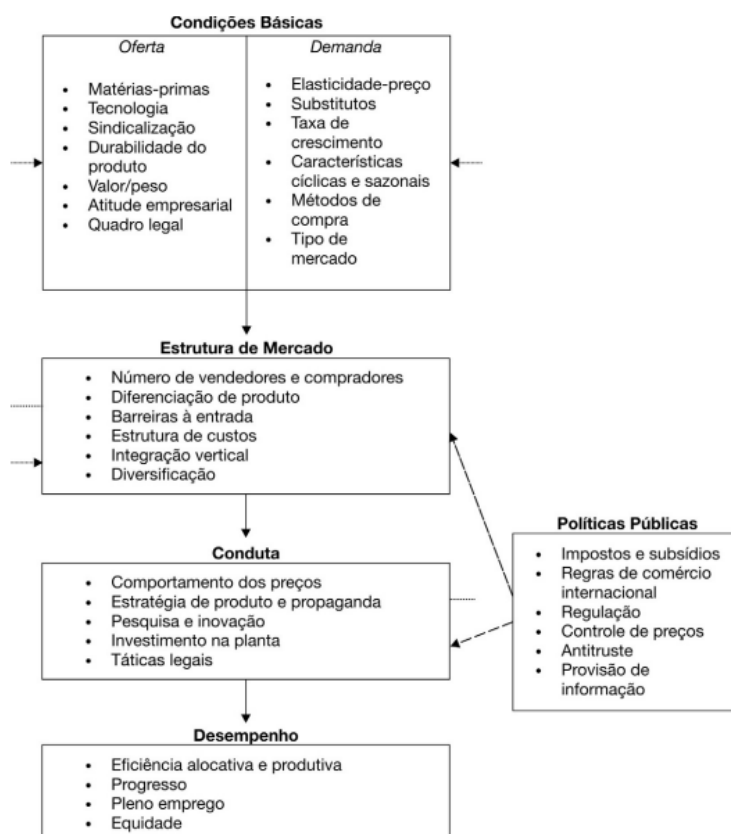 Condições Básicas
Oferta
• Matérias-primas
• Tecnologia
• Sindicalização
• Durabilidade do
produto
• Valor/peso
• Atitude empresarial
• Quadro legal
Demanda
• Elasticidade-preço
• Substitutos
• Taxa de
crescimento
• Características
cíclicas e sazonais
• Métodos de
compra
• Tipo de
mercado
Estrutura de Mercado
• Número de vendedores e compradores
• Diferenciação de produto
• Barreiras à entrada
• Estrutura de custos
• Integração vertical
• Diversificação
Conduta
• Comportamento dos preços
• Estratégia de produto e propaganda
• Pesquisa e inovação
• Investimento na planta
• Táticas legais
Políticas Públicas
• Impostos e subsídios
• Regras de comércio
internacional
• Regulação
• Controle de preços
• Antitruste
• Provisão de
informação
Desempenho
• Eficiência alocativa e produtiva
• Progresso
• Pleno emprego
• Equidade